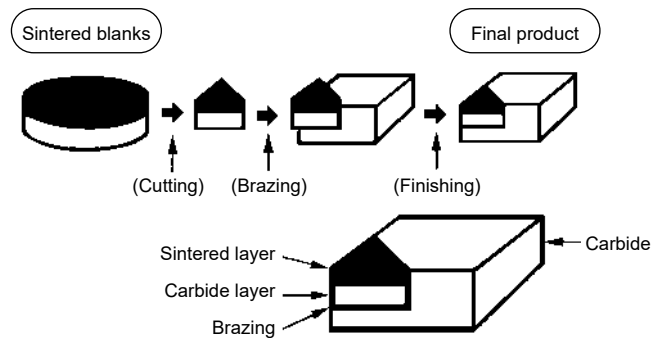 Sintered blanks
Final product
(Cutting)
(Brazing)
(Finishing)
Sintered layer
Carbide layer
Brazing
Carbide